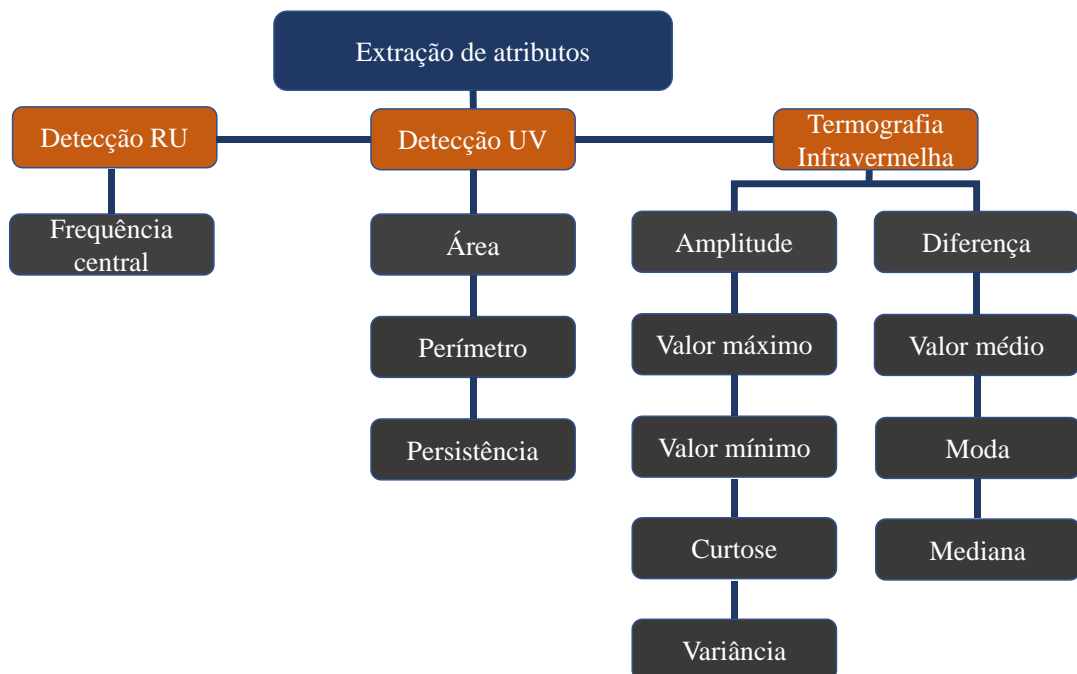 Extração de atributos
Detecção RU
Detecção UV
Termografia
Infravermelha
Frequência
central
Área
Amplitude
Diferença
Perímetro
Valor máximo
Valor médio
Persistência
Valor mínimo
Moda
Curtose
Mediana
Variância